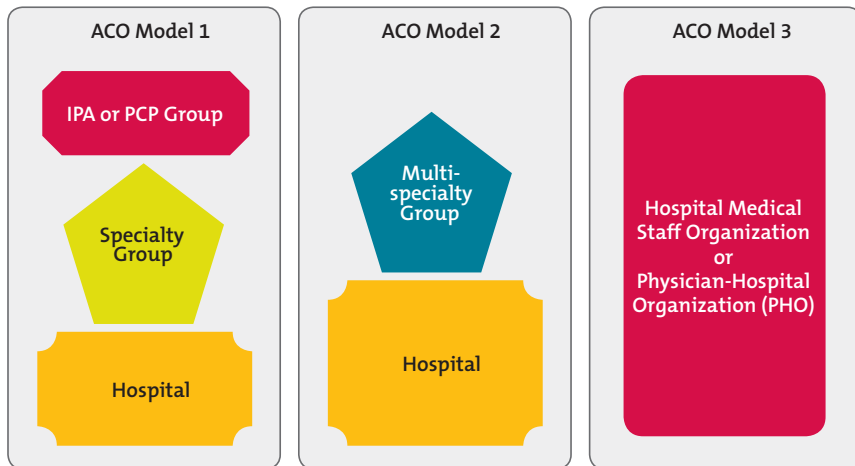 ACO Model 1
IPA or PCP Group
Specialty
Group
Hospital
ACO Model 2
Multi-
specialty
Group
Hospital
ACO Model 3
Hospital Medical
Staff Organization
or
Physician-Hospital
Organization (PHO)